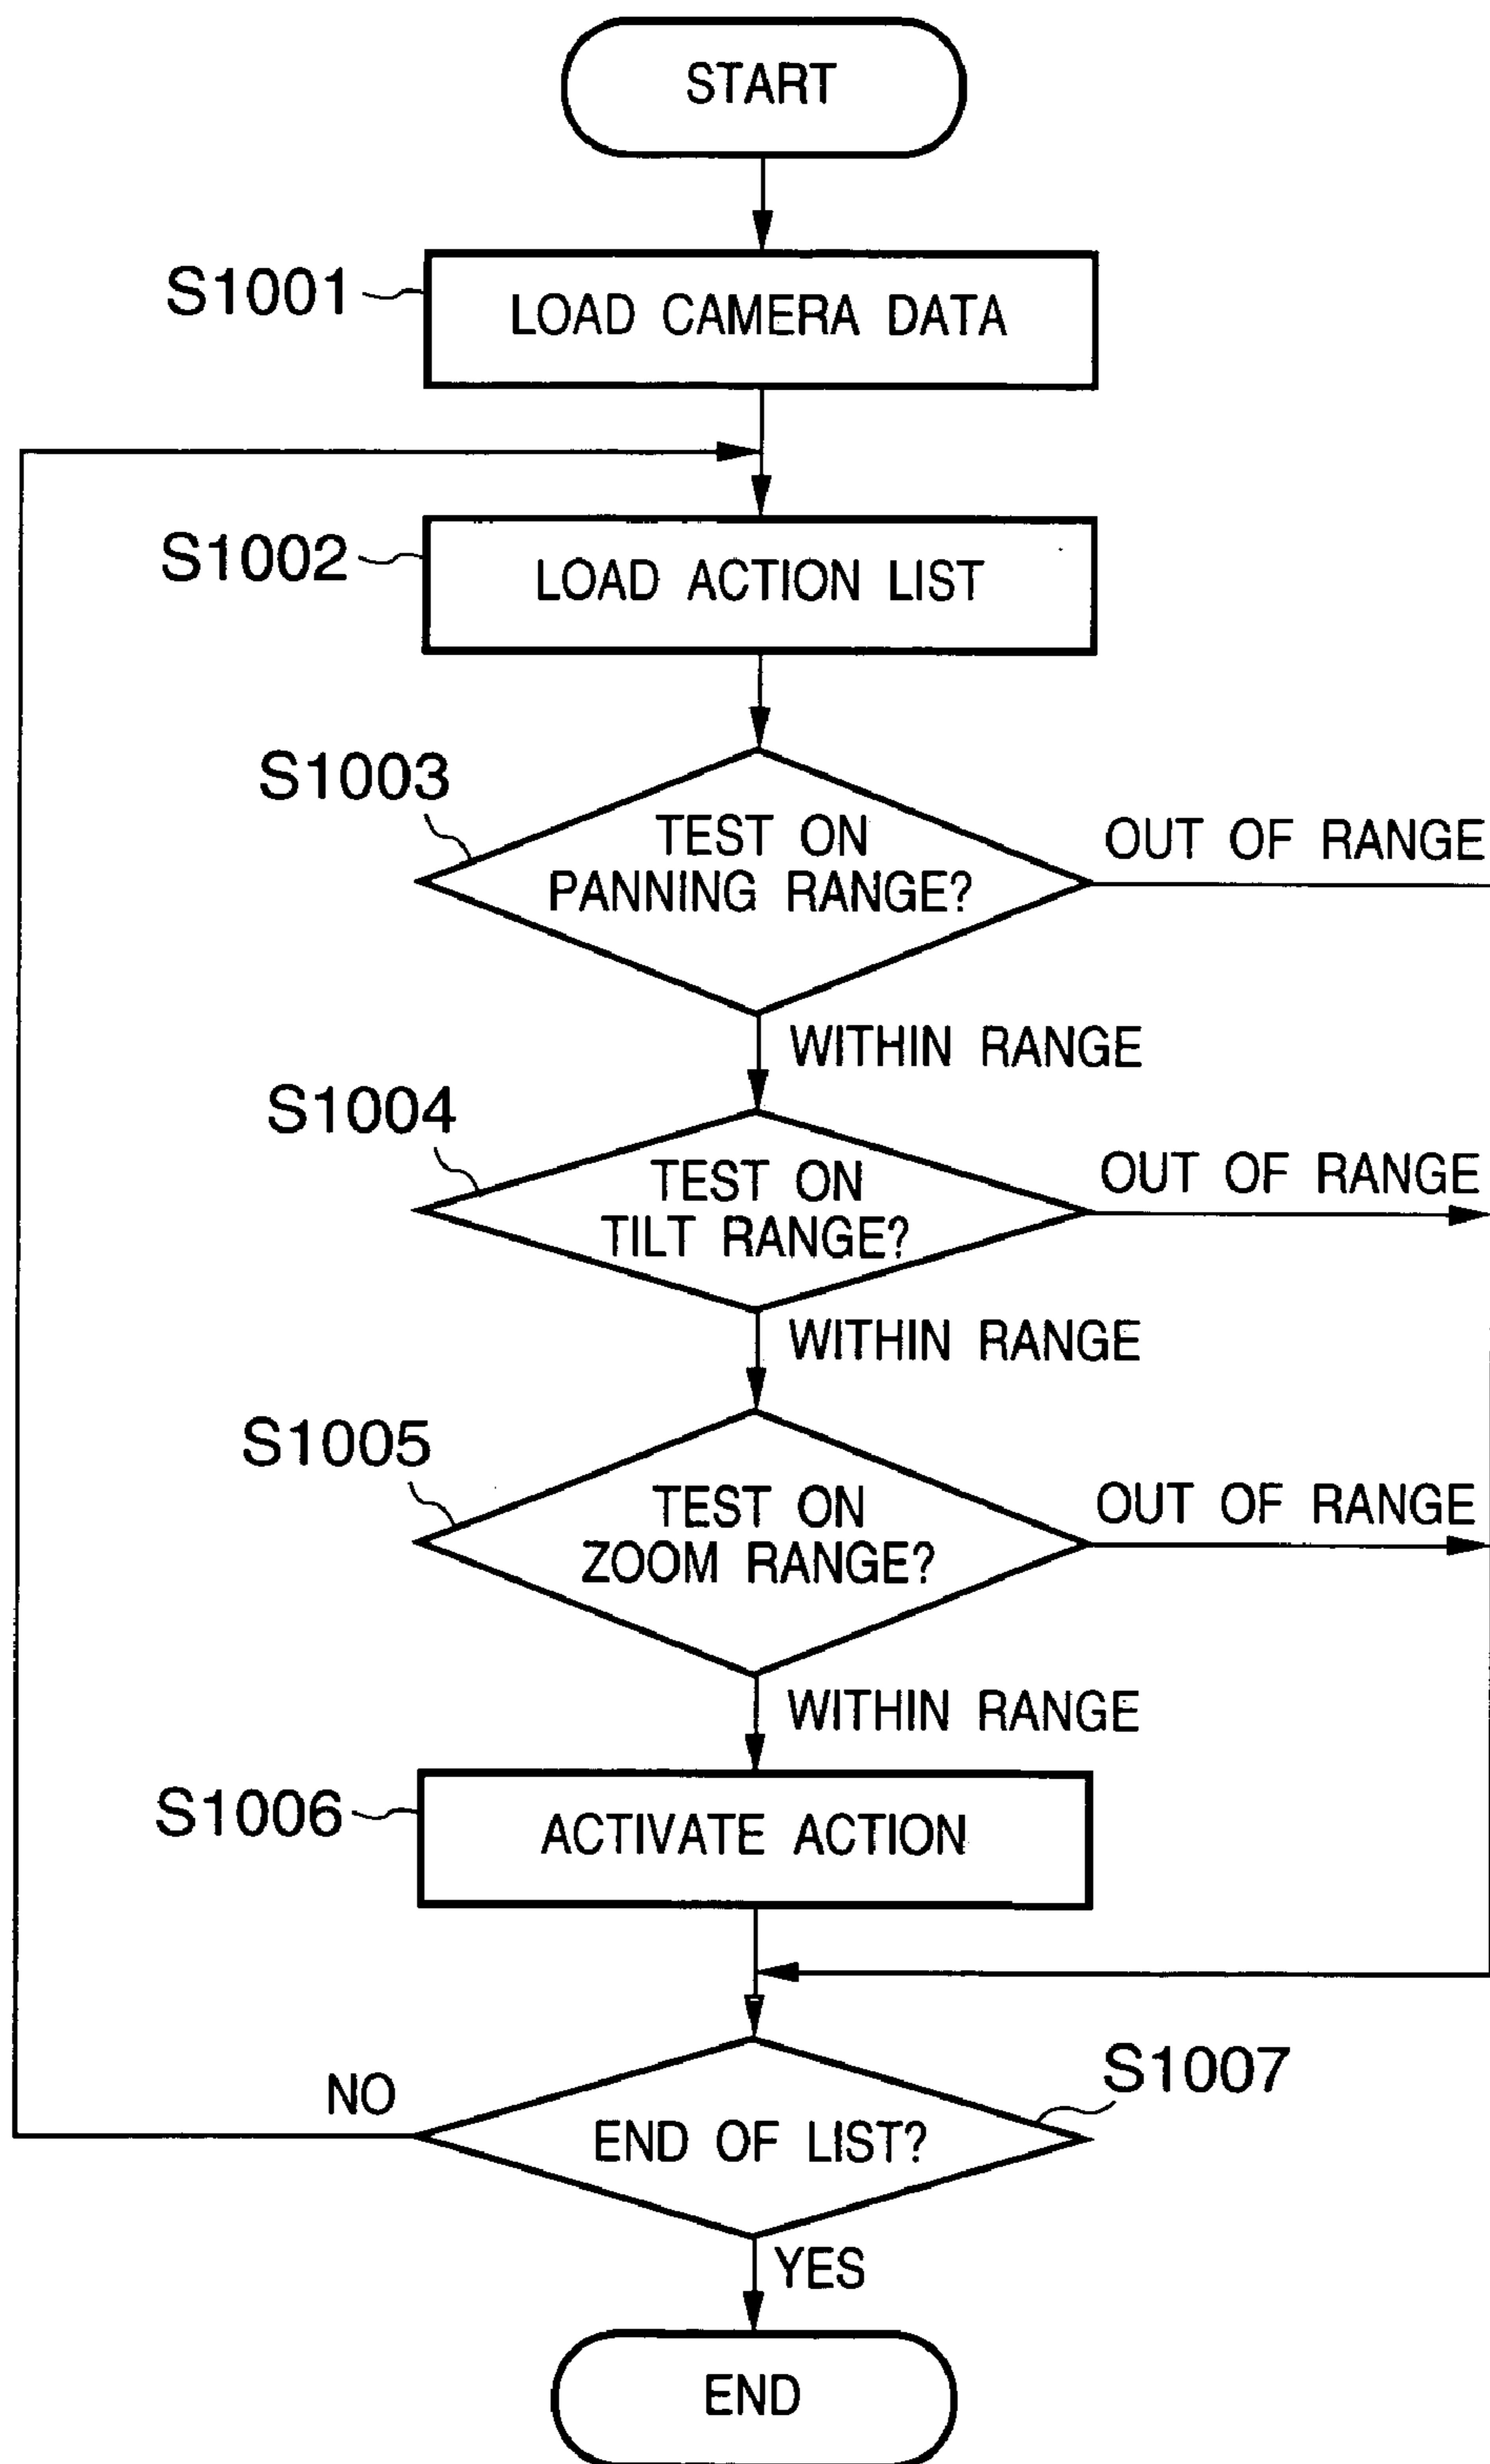 START
S1001
LOAD CAMERA DATA
S1002
LOAD ACTION LIST
S1003
TEST ON
PANNING RANGE?
OUT OF RANGE
WITHIN RANGE
S1004
TEST ON
TILT RANGE?
OUT OF RANGE
WITHIN RANGE
S1005
TEST ON
ZOOM RANGE?
OUT OF RANGE
WITHIN RANGE
S1006
ACTIVATE ACTION
S1007
NO
END OF LIST?
YES
END